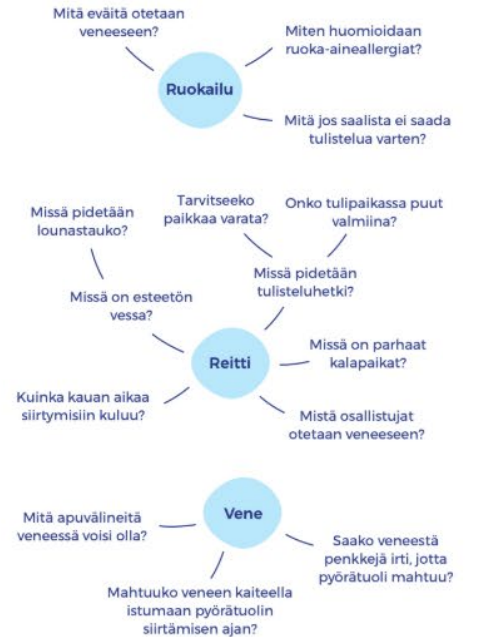 Mitä eväitä otetaan
veneeseen?
Miten huomioidaan
ruoka-aineallergiat?
Ruokailu
Mitä jos saalista ei saada
tulistelua varten?
Tarvitseeko
paikkaa varata?
Onko tulipaikassa puut
valmiina?
Missä pidetään
lounastauko?
Missä pidetään
tulisteluhetki?
Missä on esteetön
vessa?
Reitti
Missä on parhaat
kalapaikat?
Kuinka kauan aikaa
siirtymisiin kuluu?
Mistä osallistujat
otetaan veneeseen?
Vene
Mitä apuvälineitä
veneessä voisi olla?
Saako veneestä
penkkejä irti, jotta
pyörätuoli mahtuu?
Mahtuuko veneen kaiteella
istumaan pyörätuolin
siirtämisen ajan?